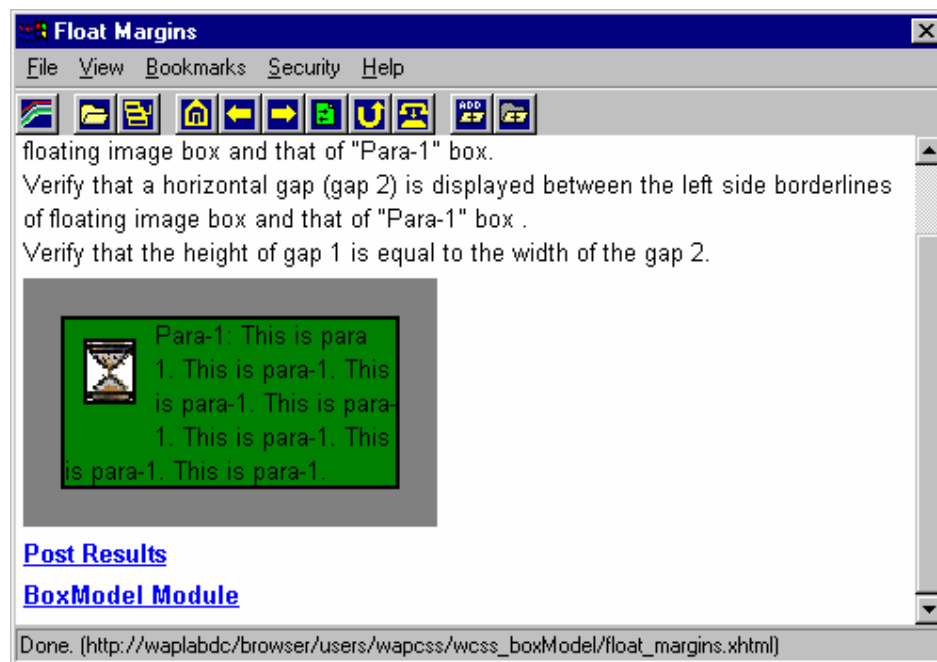 Float Margins
File View Bookmarks Security Help
ADD
floating image box and that of "Para-1" box.
Verify that a horizontal gap (gap 2) is displayed between the left side borderlines
of floating image box and that of "Para-1" box .
Verify that the height of gap 1 is equal to the width of the gap 2.
Para-1: This is para
1. This is para-1. This
is para-1. This is para-
1. This is para-1. This
is para-1. This is para-1.
Post Results
BoxModel Module
Done. (http://waplabdc/browser/users/wapcss/wcss_boxModel/float_margins.xhtml)